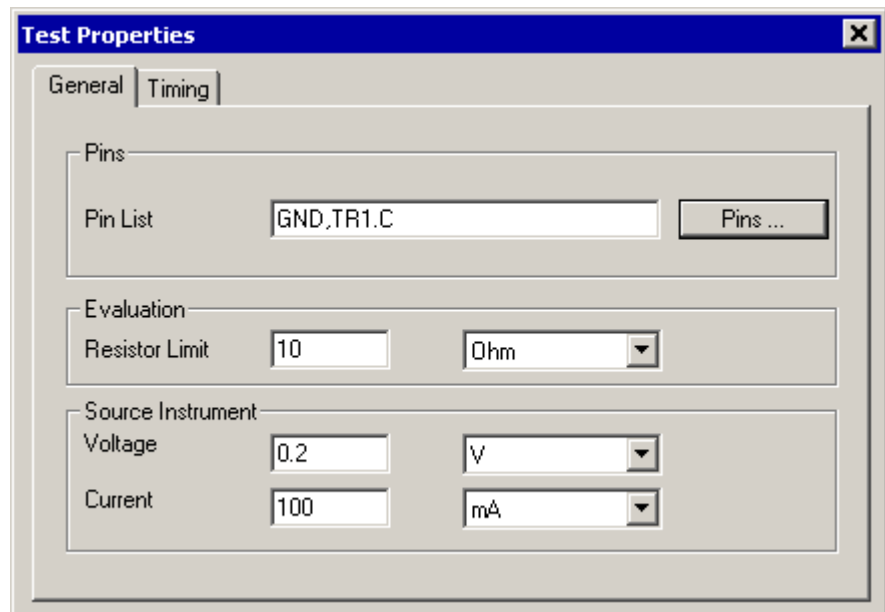 Test Properties
General Timing
Pins
Pin List GND,TR1.C Pins ...
Evaluation
Resistor Limit 10 Ohm
Source Instrument
Voltage 0.2 V
Current 100 mA